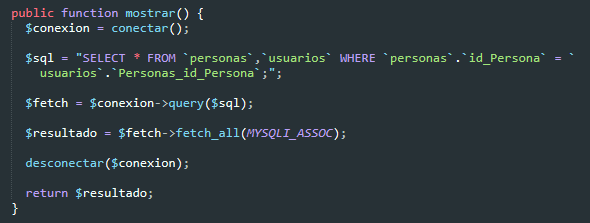 public function mostrar() {
$conexion = conectar();
$sql = "SELECT * FROM `personas`,`usuarios` WHERE `personas`.`id_Persona` = `
usuarios`.`Personas_id_Persona`;";
$fetch = $conexion->query($sql);
$resultado = $fetch->fetch_all(MYSQLI_ASSOC);
desconectar($conexion);
return $resultado;
}